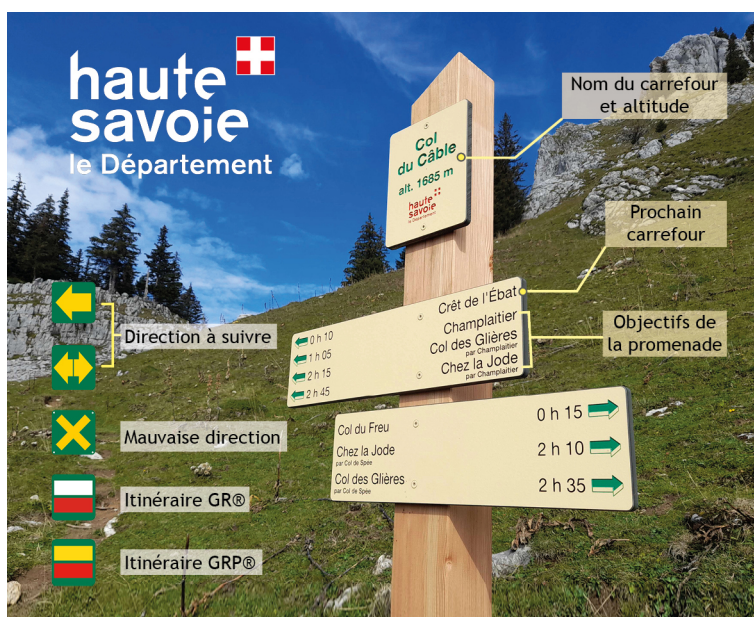 haute
savoie
le Département
Nom du carrefour
et altitude
Col
du Câble
alt. 1685 m
haute
savoie
le Département
Prochain
carrefour
Crêt de l'Ébat
Champlaitier
Col des Glières
par Champlaitier
Chez la Jode
par Champlaitier
0 h 10
1 h 05
2 h 15
2 h 45
Objectifs de
la promenade
Direction à suivre
Mauvaise direction
Itinéraire GR®
Itinéraire GRP®
Col du Freu
0 h 15
Chez la Jode
par Col de Spée
2 h 10
Col des Glières
par Col de Spée
2 h 35